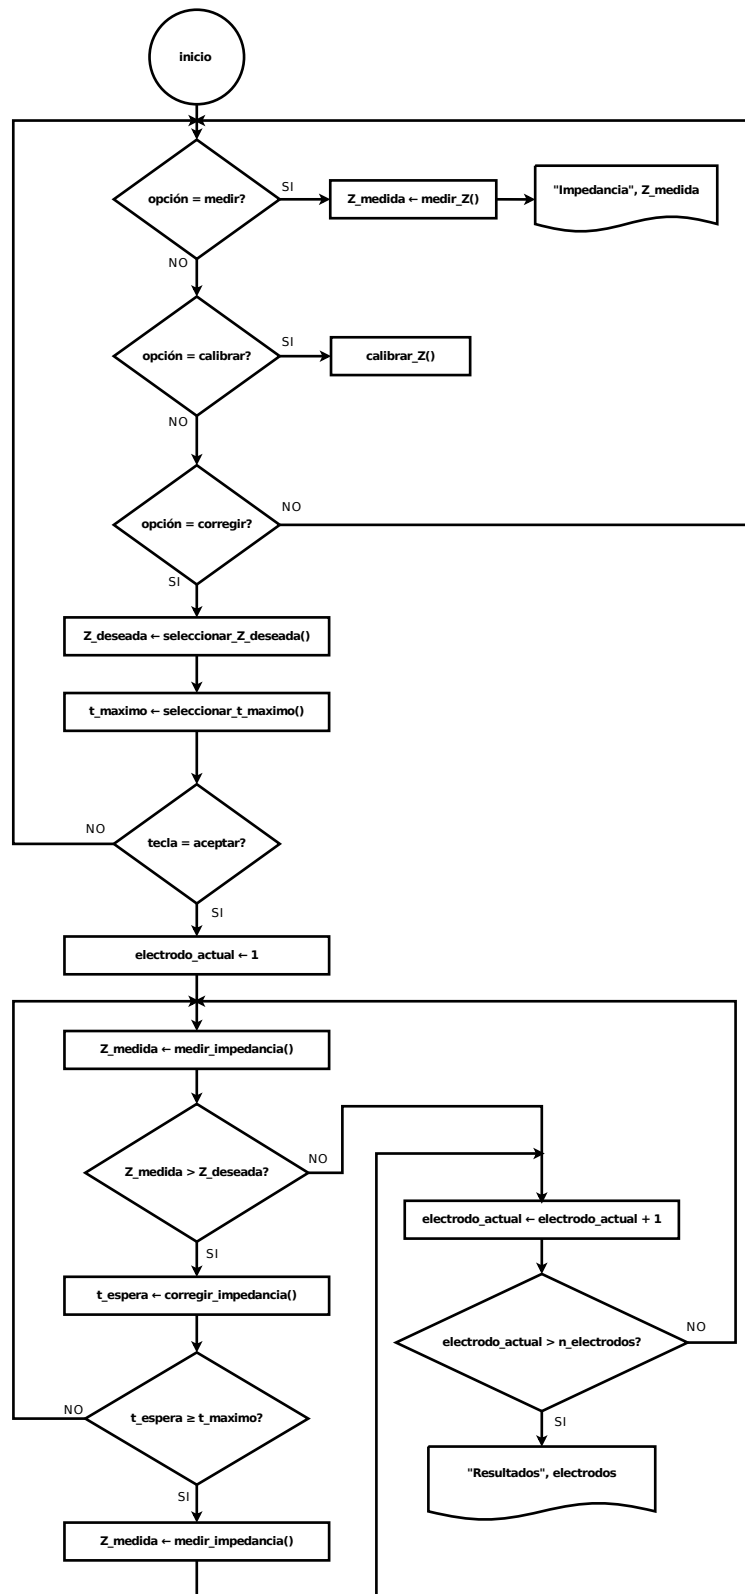 inicio
opción = medir?
SI
Z_medida ← medir_Z()
"Impedancia", Z_medida
NO
opción = calibrar?
SI
calibrar_Z()
NO
opción = corregir?
NO
SI
Z_deseada ← seleccionar_Z_deseada()
t_maximo ← seleccionar_t_maximo()
tecla = aceptar?
NO
SI
electrodo_actual ← 1
Z_medida ← medir_impedancia()
Z_medida > Z_deseada?
NO
SI
electrodo_actual ← electrodo_actual + 1
t_espera ← corregir_impedancia()
electrodo_actual > n_electrodos?
NO
t_espera ≥ t_maximo?
NO
SI
SI
"Resultados", electrodos
Z_medida ← medir_impedancia()